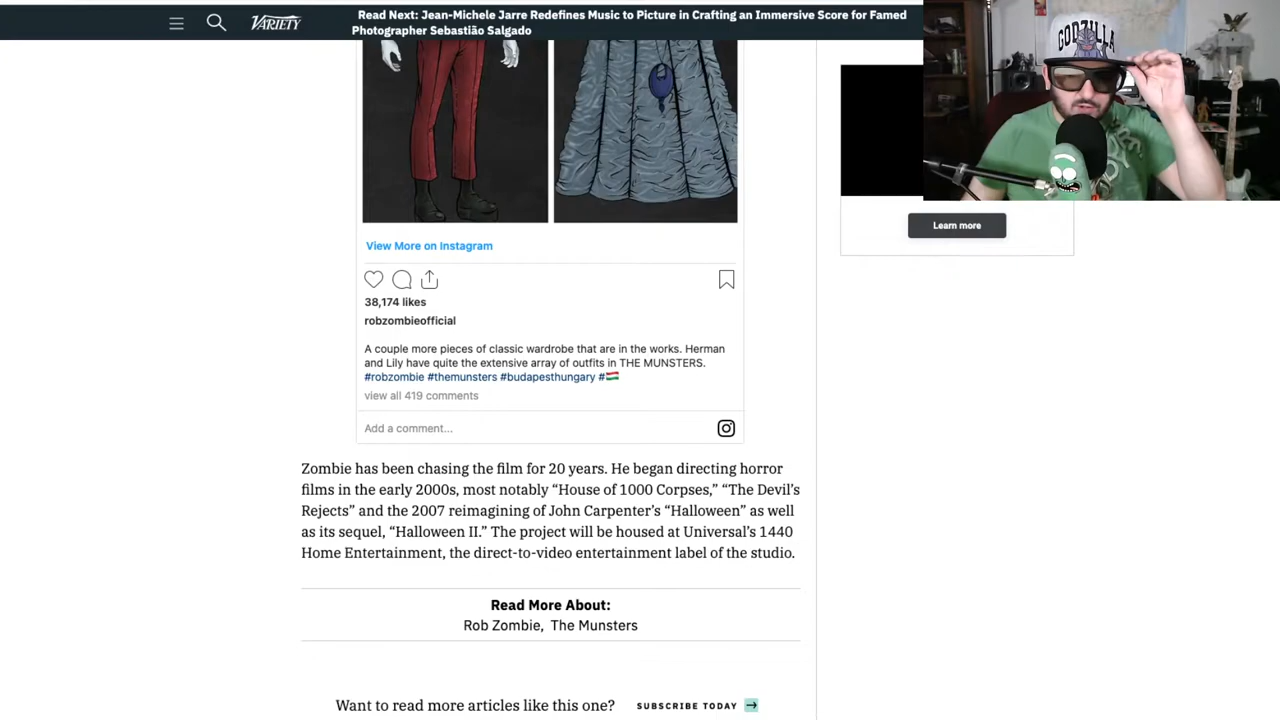 VARIETY
Read Next: Jean-Michele Jarre Redefines Music to Picture in Crafting an Immersive Score for Famed
Photographer Sebastião Salgado
GODZILLA
Learn more
View More on Instagram
38,174 likes
robzombieofficial
A couple more pieces of classic wardrobe that are in the works. Herman
and Lily have quite the extensive array of outfits in THE MUNSTERS.
#robzombie #themunsters #budapesthungary #🇭🇺
view all 419 comments
Add a comment...
Zombie has been chasing the film for 20 years. He began directing horror
films in the early 2000s, most notably “House of 1000 Corpses,” “The Devil’s
Rejects” and the 2007 reimagining of John Carpenter’s “Halloween” as well
as its sequel, “Halloween II.” The project will be housed at Universal’s 1440
Home Entertainment, the direct-to-video entertainment label of the studio.
Read More About:
Rob Zombie, The Munsters
Want to read more articles like this one? SUBSCRIBE TODAY →